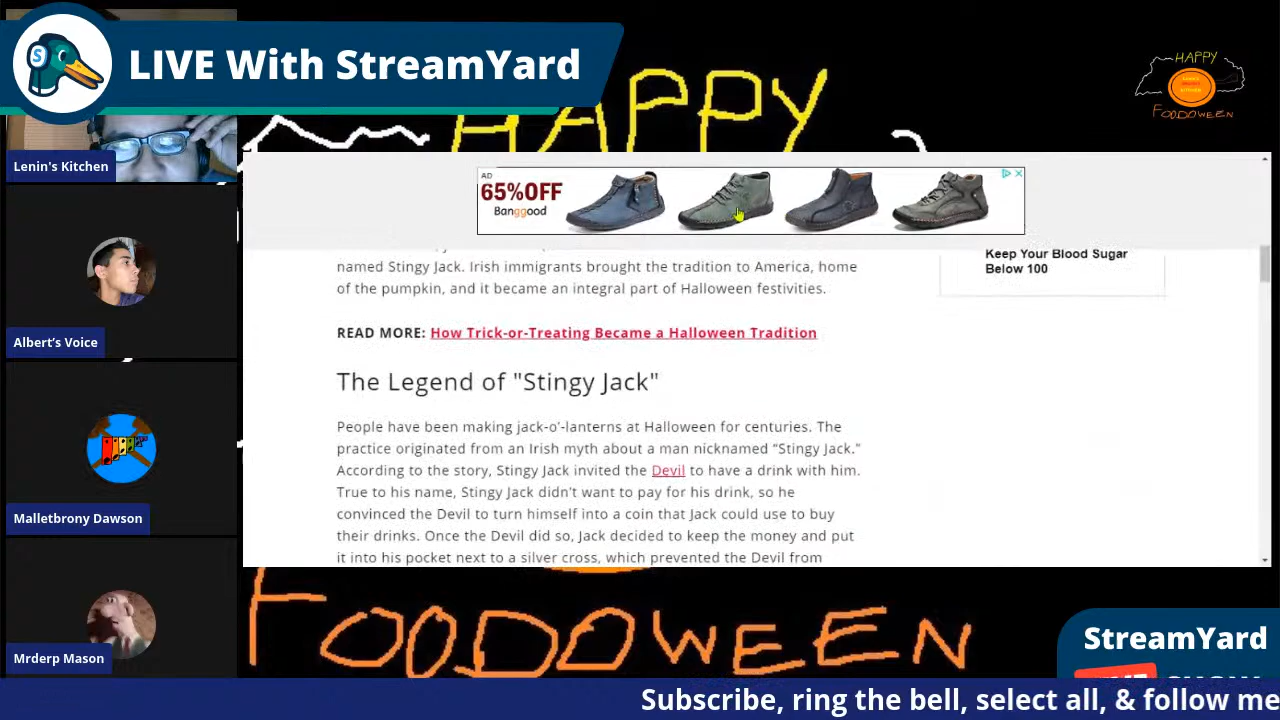 LIVE With StreamYard
HAPPY
FOODOWEEN
HAPPY
Lenin's Kitchen
AD
65%OFF
Banggood
Keep Your Blood Sugar
Below 100
named Stingy Jack. Irish immigrants brought the tradition to America, home
of the pumpkin, and it became an integral part of Halloween festivities.
READ MORE: How Trick-or-Treating Became a Halloween Tradition
The Legend of "Stingy Jack"
People have been making jack-o'-lanterns at Halloween for centuries. The
practice originated from an Irish myth about a man nicknamed “Stingy Jack.”
According to the story, Stingy Jack invited the Devil to have a drink with him.
True to his name, Stingy Jack didn't want to pay for his drink, so he
convinced the Devil to turn himself into a coin that Jack could use to buy
their drinks. Once the Devil did so, Jack decided to keep the money and put
it into his pocket next to a silver cross, which prevented the Devil from
Albert’s Voice
Malletbrony Dawson
Mrderp Mason
FOODOWEEN
StreamYard
Subscribe, ring the bell, select all, & follow me